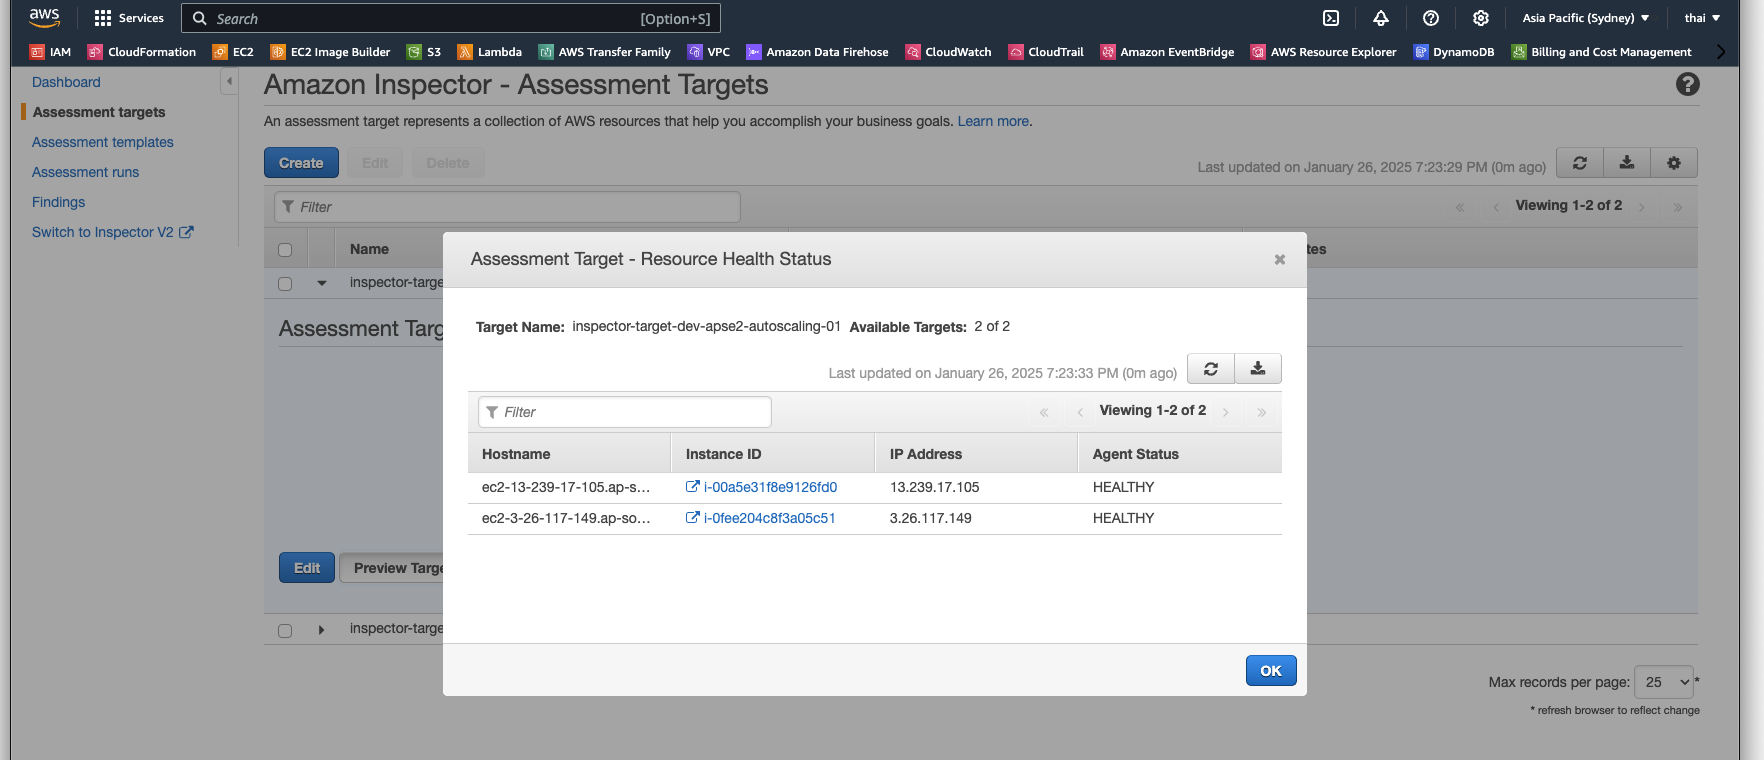 aws Services Search [Option+S] Asia Pacific (Sydney) thai
IAM CloudFormation EC2 EC2 Image Builder S3 Lambda AWS Transfer Family VPC Amazon Data Firehose CloudWatch CloudTrail Amazon EventBridge AWS Resource Explorer DynamoDB Billing and Cost Management
Dashboard
Assessment targets
Assessment templates
Assessment runs
Findings
Switch to Inspector V2
Amazon Inspector - Assessment Targets
An assessment target represents a collection of AWS resources that help you accomplish your business goals. Learn more.
Create Edit Delete
Last updated on January 26, 2025 7:23:29 PM (0m ago)
Filter
« ‹ Viewing 1-2 of 2 › »
Name
inspector-targe
Assessment Targ
Edit Preview Targe
inspector-targe
Assessment Target - Resource Health Status
Target Name: inspector-target-dev-apse2-autoscaling-01 Available Targets: 2 of 2
Last updated on January 26, 2025 7:23:33 PM (0m ago)
Filter
« ‹ Viewing 1-2 of 2 › »
Hostname Instance ID IP Address Agent Status
ec2-13-239-17-105.ap-s... i-00a5e31f8e9126fd0 13.239.17.105 HEALTHY
ec2-3-26-117-149.ap-so... i-0fee204c8f3a05c51 3.26.117.149 HEALTHY
OK
Max records per page: 25 *
* refresh browser to reflect change